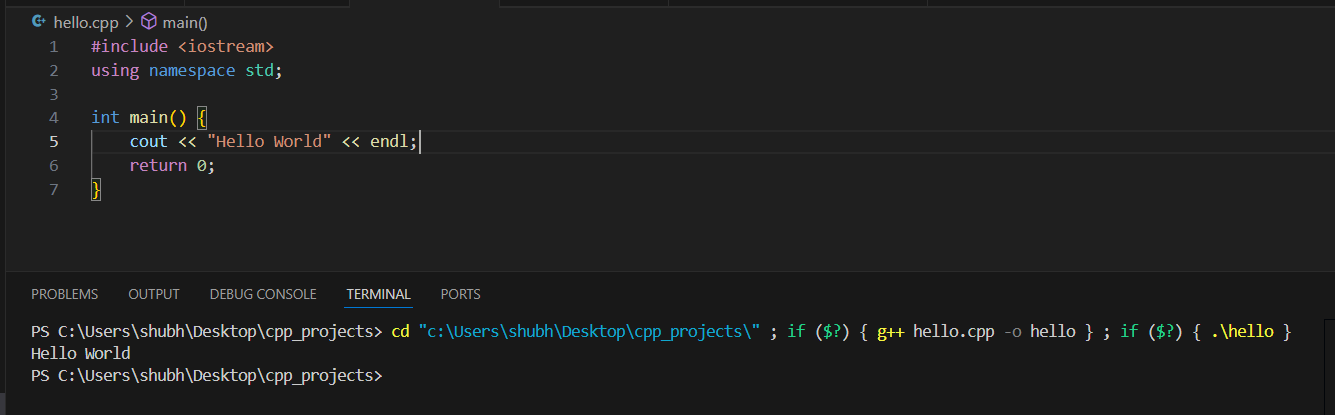 hello.cpp > main()
1 #include <iostream>
2 using namespace std;
3
4 int main() {
5     cout << "Hello World" << endl;
6     return 0;
7 }
PROBLEMS OUTPUT DEBUG CONSOLE TERMINAL PORTS
PS C:\Users\shubh\Desktop\cpp_projects> cd "c:\Users\shubh\Desktop\cpp_projects\" ; if ($?) { g++ hello.cpp -o hello } ; if ($?) { .\hello }
Hello World
PS C:\Users\shubh\Desktop\cpp_projects>